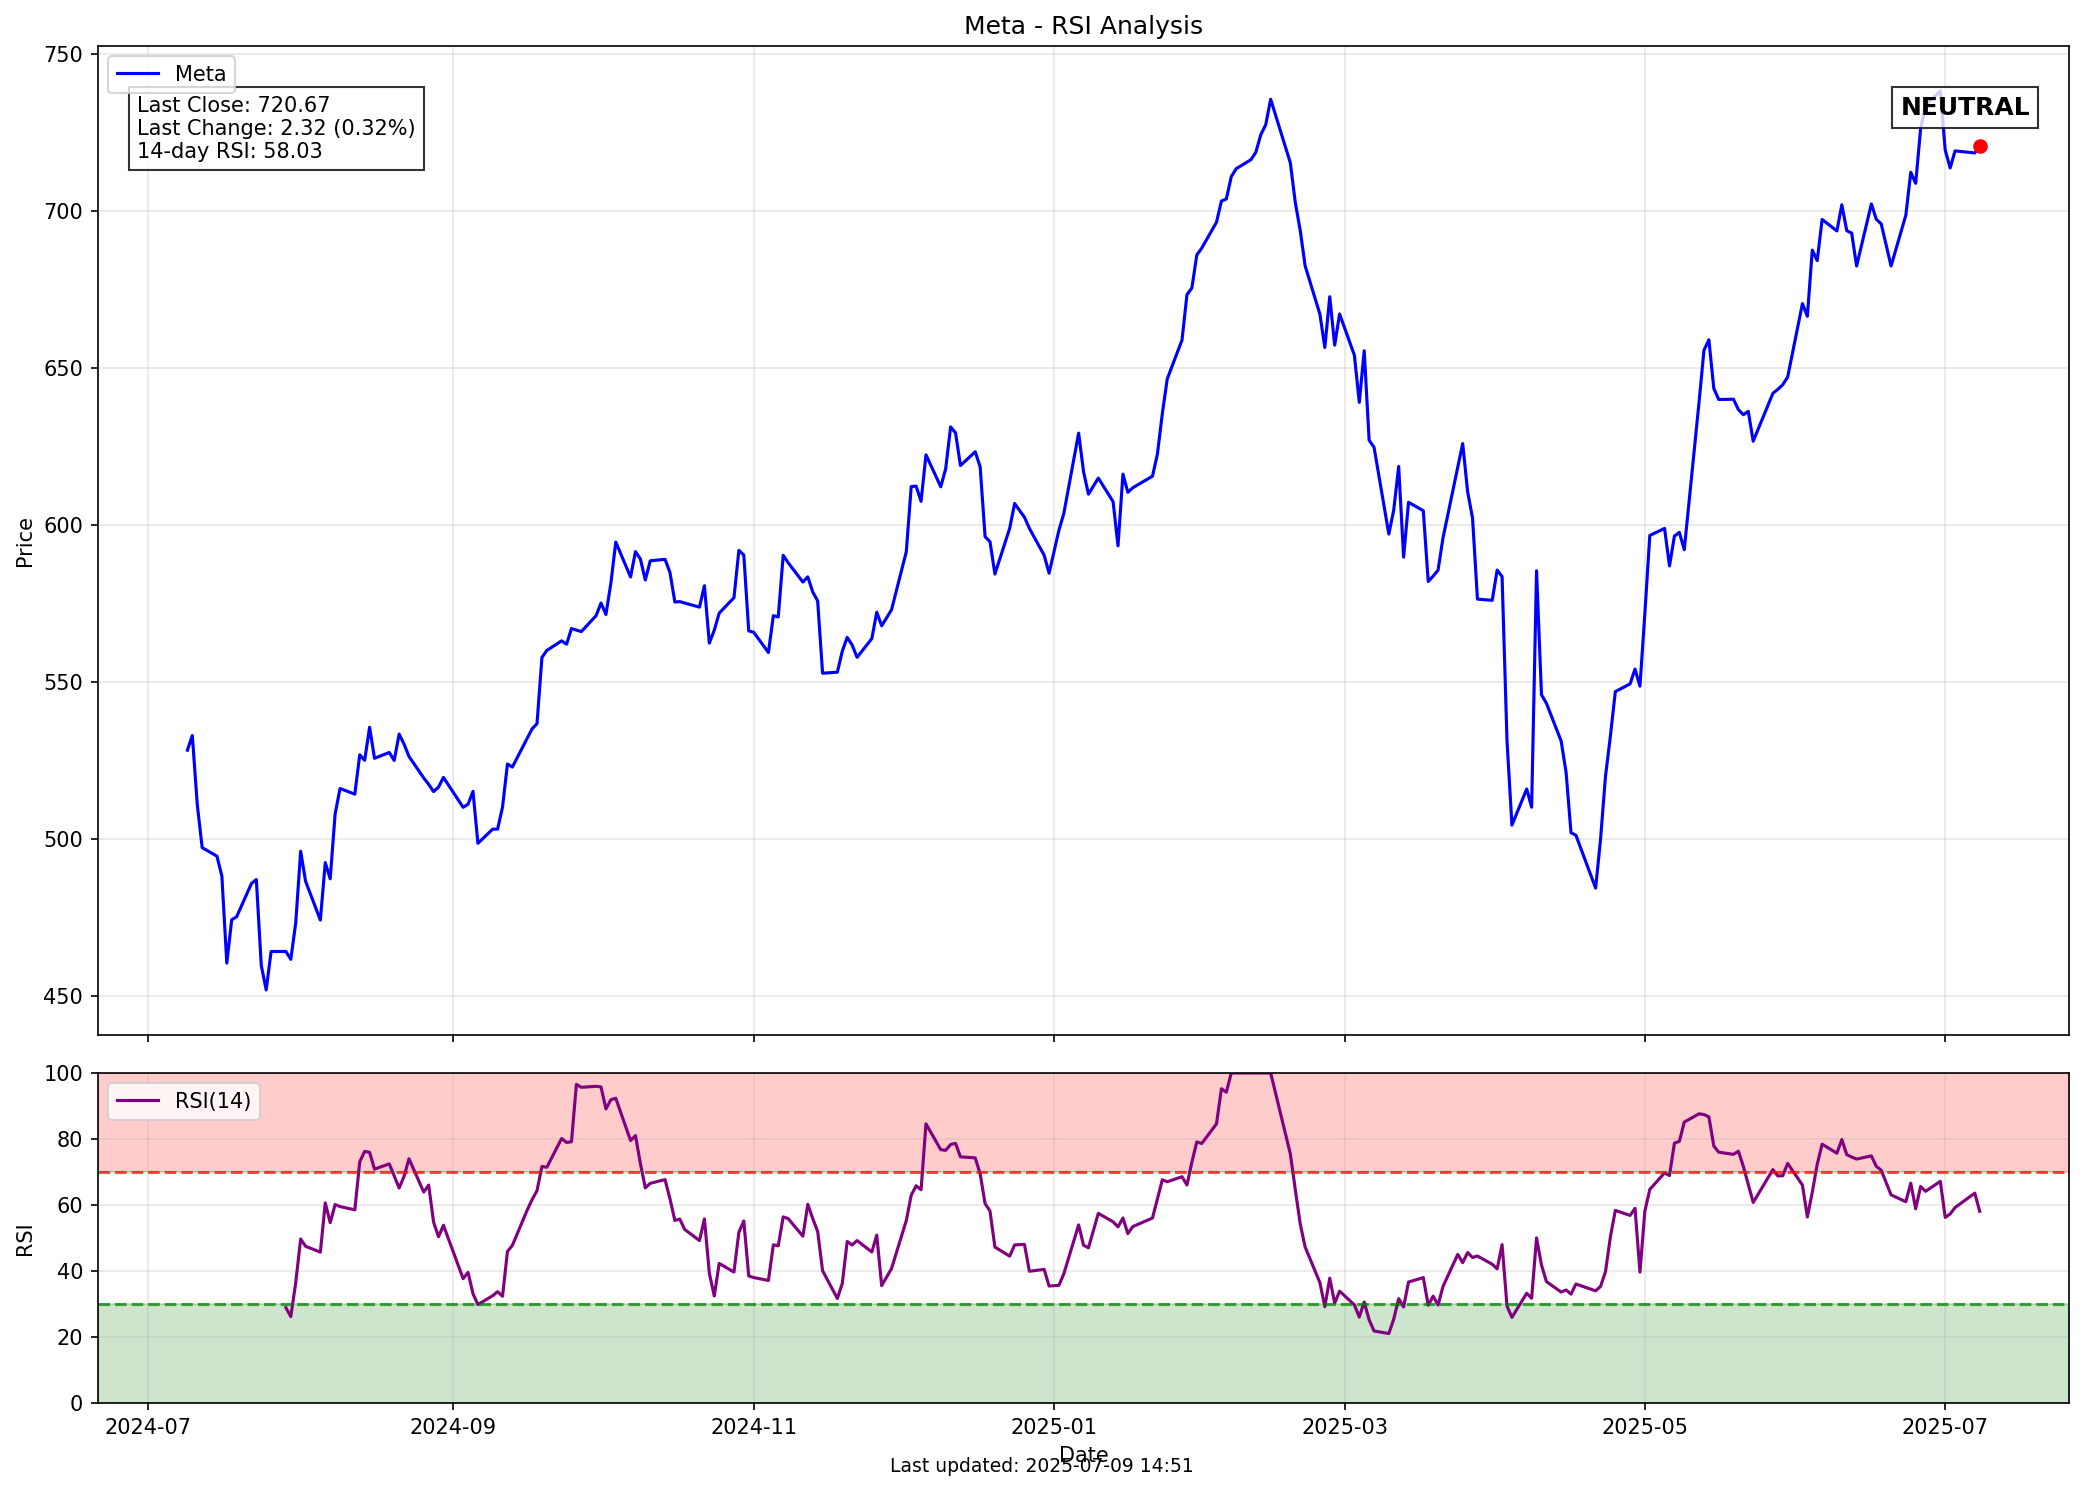 Meta - RSI Analysis
Meta
Last Close: 720.67
Last Change: 2.32 (0.32%)
14-day RSI: 58.03
NEUTRAL
Price
750
700
650
600
550
500
450
RSI(14)
RSI
100
80
60
40
20
0
2024-07
2024-09
2024-11
2025-01
2025-03
2025-05
2025-07
Date
Last updated: 2025-07-09 14:51